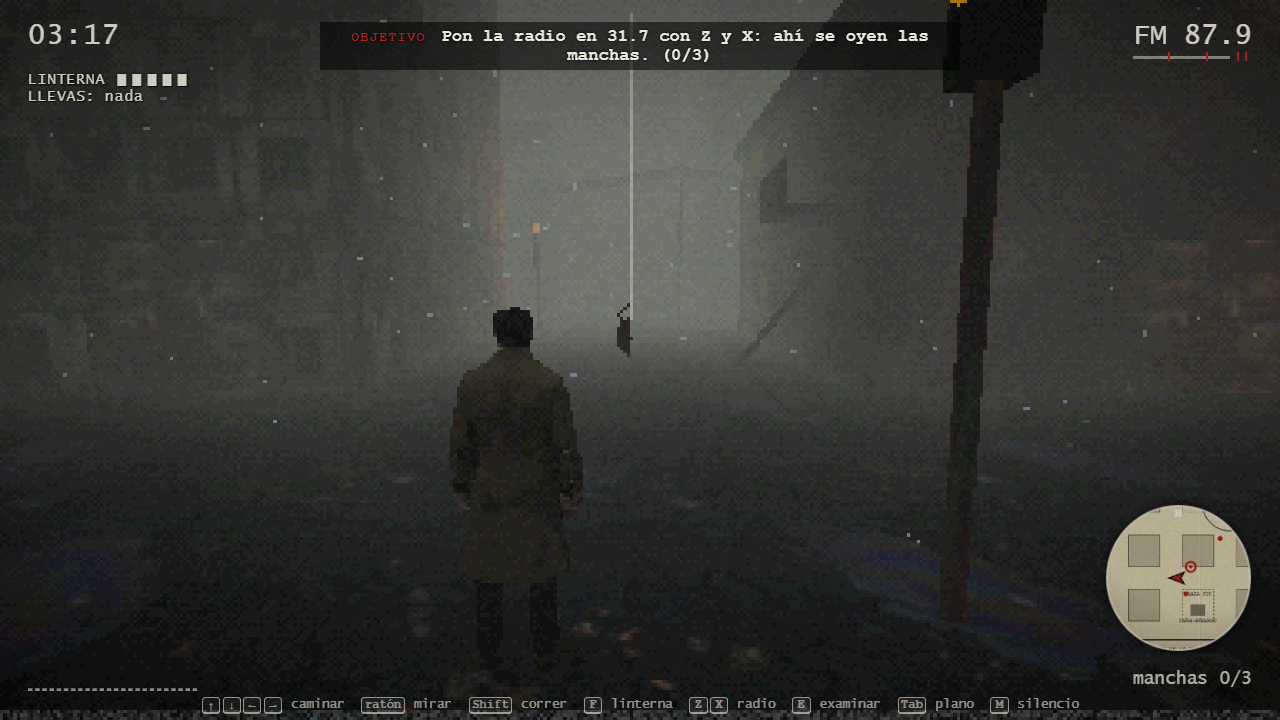 03:17
OBJETIVO Pon la radio en 31.7 con Z y X: ahí se oyen las
manchas. (0/3)
FM 87.9
LINTERNA
LLEVAS: nada
N
manchas 0/3
↑ ↓ ← → caminar ratón mirar Shift correr F linterna Z X radio E examinar Tab plano M silencio